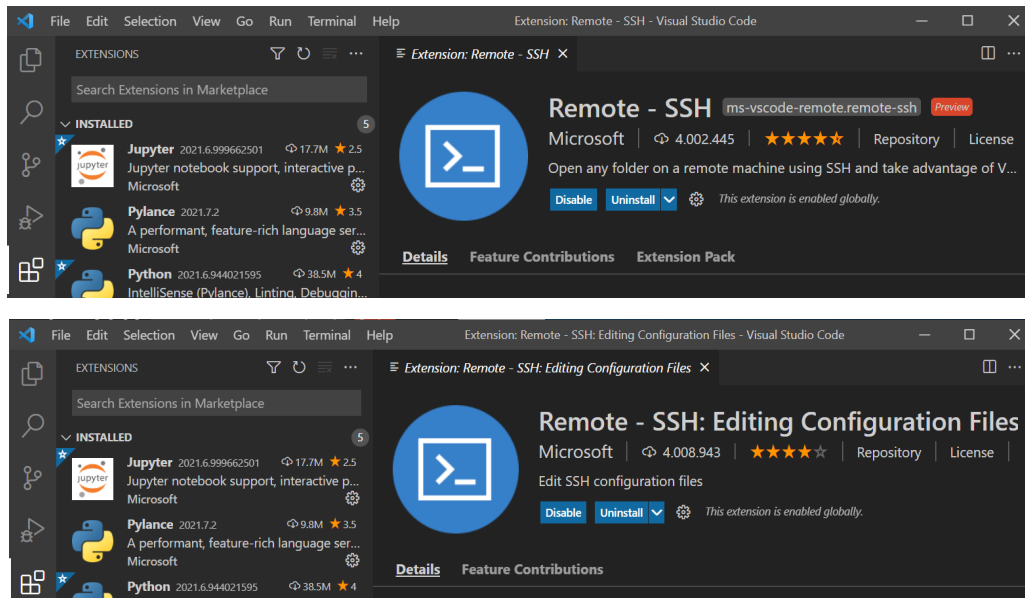 File Edit Selection View Go Run Terminal Help Extension: Remote - SSH - Visual Studio Code
EXTENSIONS
Extension: Remote - SSH
Search Extensions in Marketplace
INSTALLED 5
Jupyter 2021.6.999662501 17.7M 2.5
jupyter
Jupyter notebook support, interactive p...
Microsoft
Pylance 2021.7.2 9.8M 3.5
A performant, feature-rich language ser...
Microsoft
Python 2021.6.944021595 38.5M 4
IntelliSense (Pylance), Linting, Debuggin...
Remote - SSH ms-vscode-remote.remote-ssh Preview
Microsoft 4.002.445 Repository License
Open any folder on a remote machine using SSH and take advantage of V...
Disable Uninstall This extension is enabled globally.
Details Feature Contributions Extension Pack
File Edit Selection View Go Run Terminal Help Extension: Remote - SSH: Editing Configuration Files - Visual Studio Code
EXTENSIONS
Extension: Remote - SSH: Editing Configuration Files
Search Extensions in Marketplace
INSTALLED 5
Jupyter 2021.6.999662501 17.7M 2.5
jupyter
Jupyter notebook support, interactive p...
Microsoft
Pylance 2021.7.2 9.8M 3.5
A performant, feature-rich language ser...
Microsoft
Python 2021.6.944021595 38.5M 4
Remote - SSH: Editing Configuration Files
Microsoft 4.008.943 Repository License
Edit SSH configuration files
Disable Uninstall This extension is enabled globally.
Details Feature Contributions